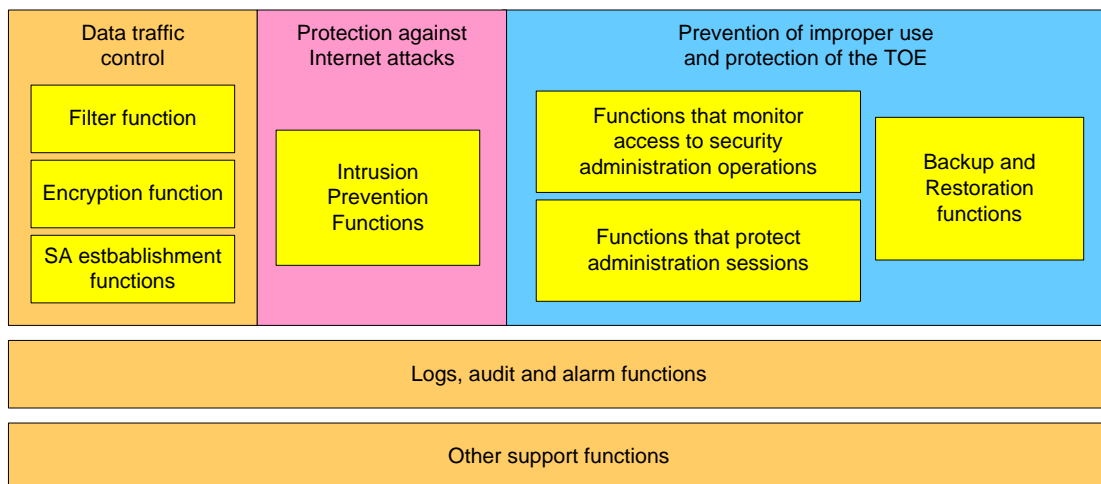 Data traffic
control
Filter function
Encryption function
SA estbablishment
functions
Protection against
Internet attacks
Intrusion
Prevention
Functions
Prevention of improper use
and protection of the TOE
Functions that monitor
access to security
administration operations
Functions that protect
administration sessions
Backup and
Restoration
functions
Logs, audit and alarm functions
Other support functions